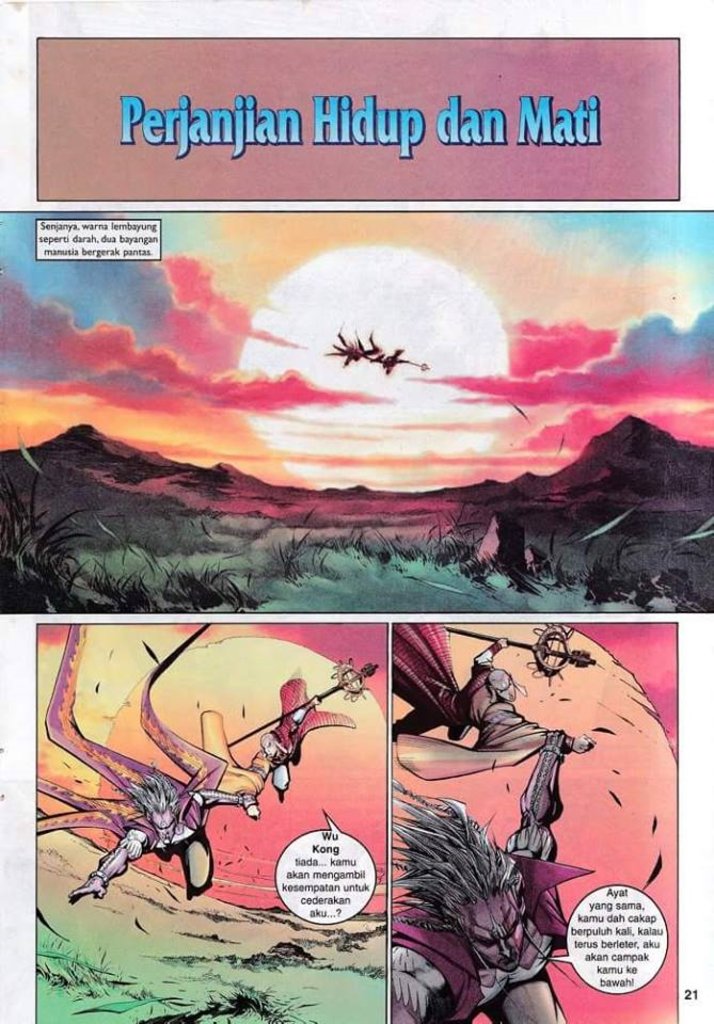 Perjanjian Hidup dan Mati
Senjanya, warna lembayung
seperti darah, dua bayangan
manusia bergerak pantas.
Wu
Kong
tiada... kamu
akan mengambil
kesempatan untuk
cederakan
aku...?
Ayat
yang sama,
kamu dah cakap
berpuluh kali, kalau
terus berleter, aku
akan campak
kamu ke
bawah!
21